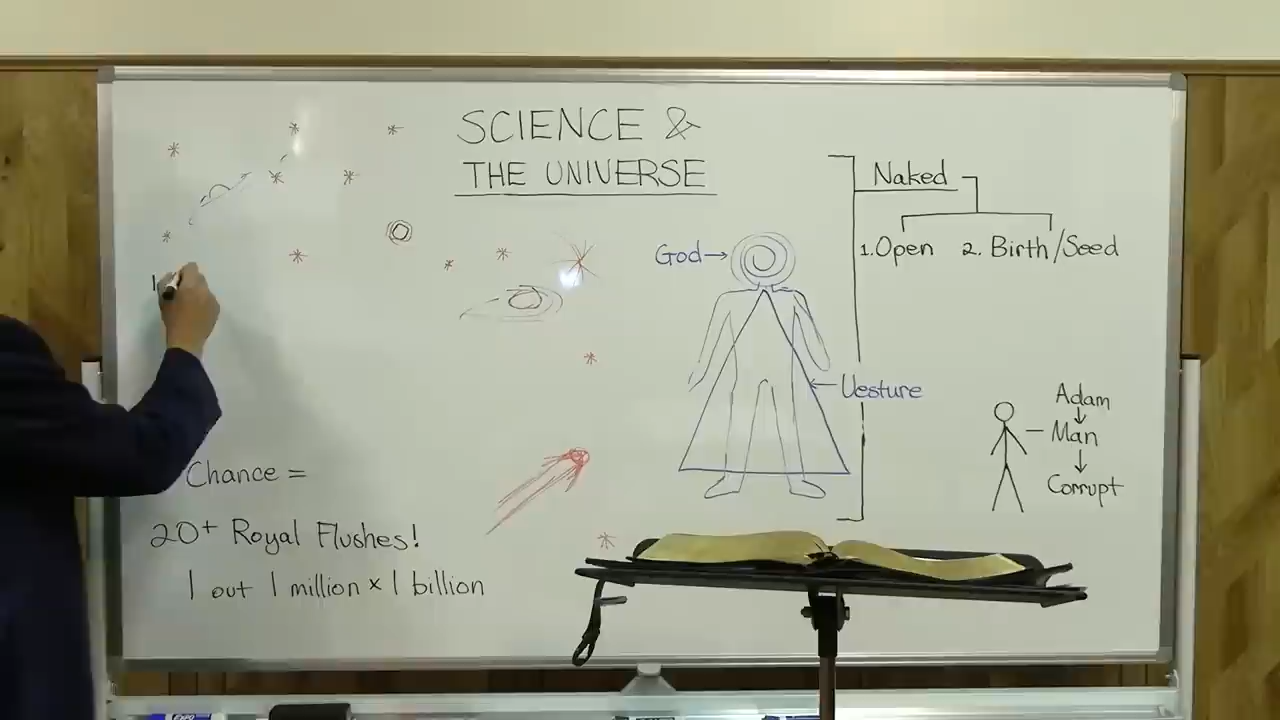 SCIENCE &
THE UNIVERSE
Naked
1. Open 2. Birth/Seed
God→
Vesture
Adam
Man
Corrupt
Chance =
20+ Royal Flushes!
1 out 1 million × 1 billion
EXPO